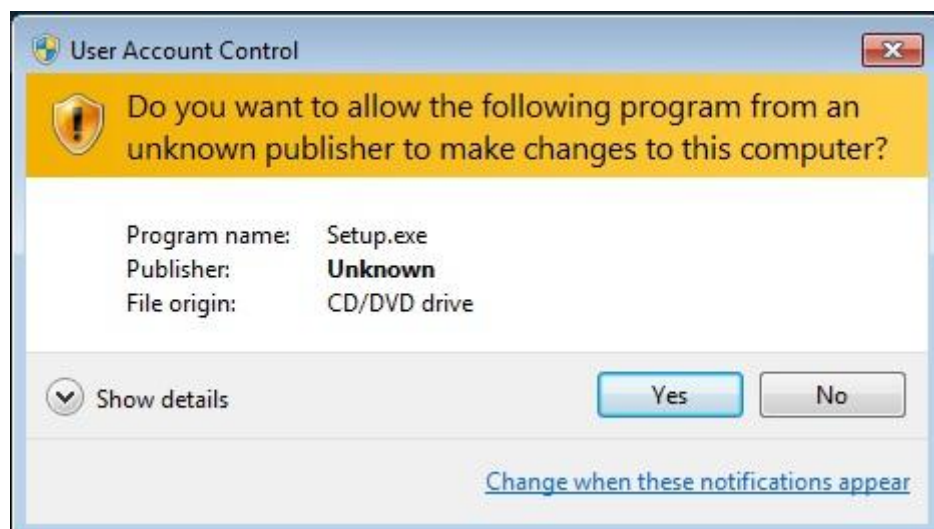 User Account Control
Do you want to allow the following program from an
unknown publisher to make changes to this computer?
Program name: Setup.exe
Publisher: Unknown
File origin: CD/DVD drive
Show details
Yes
No
Change when these notifications appear